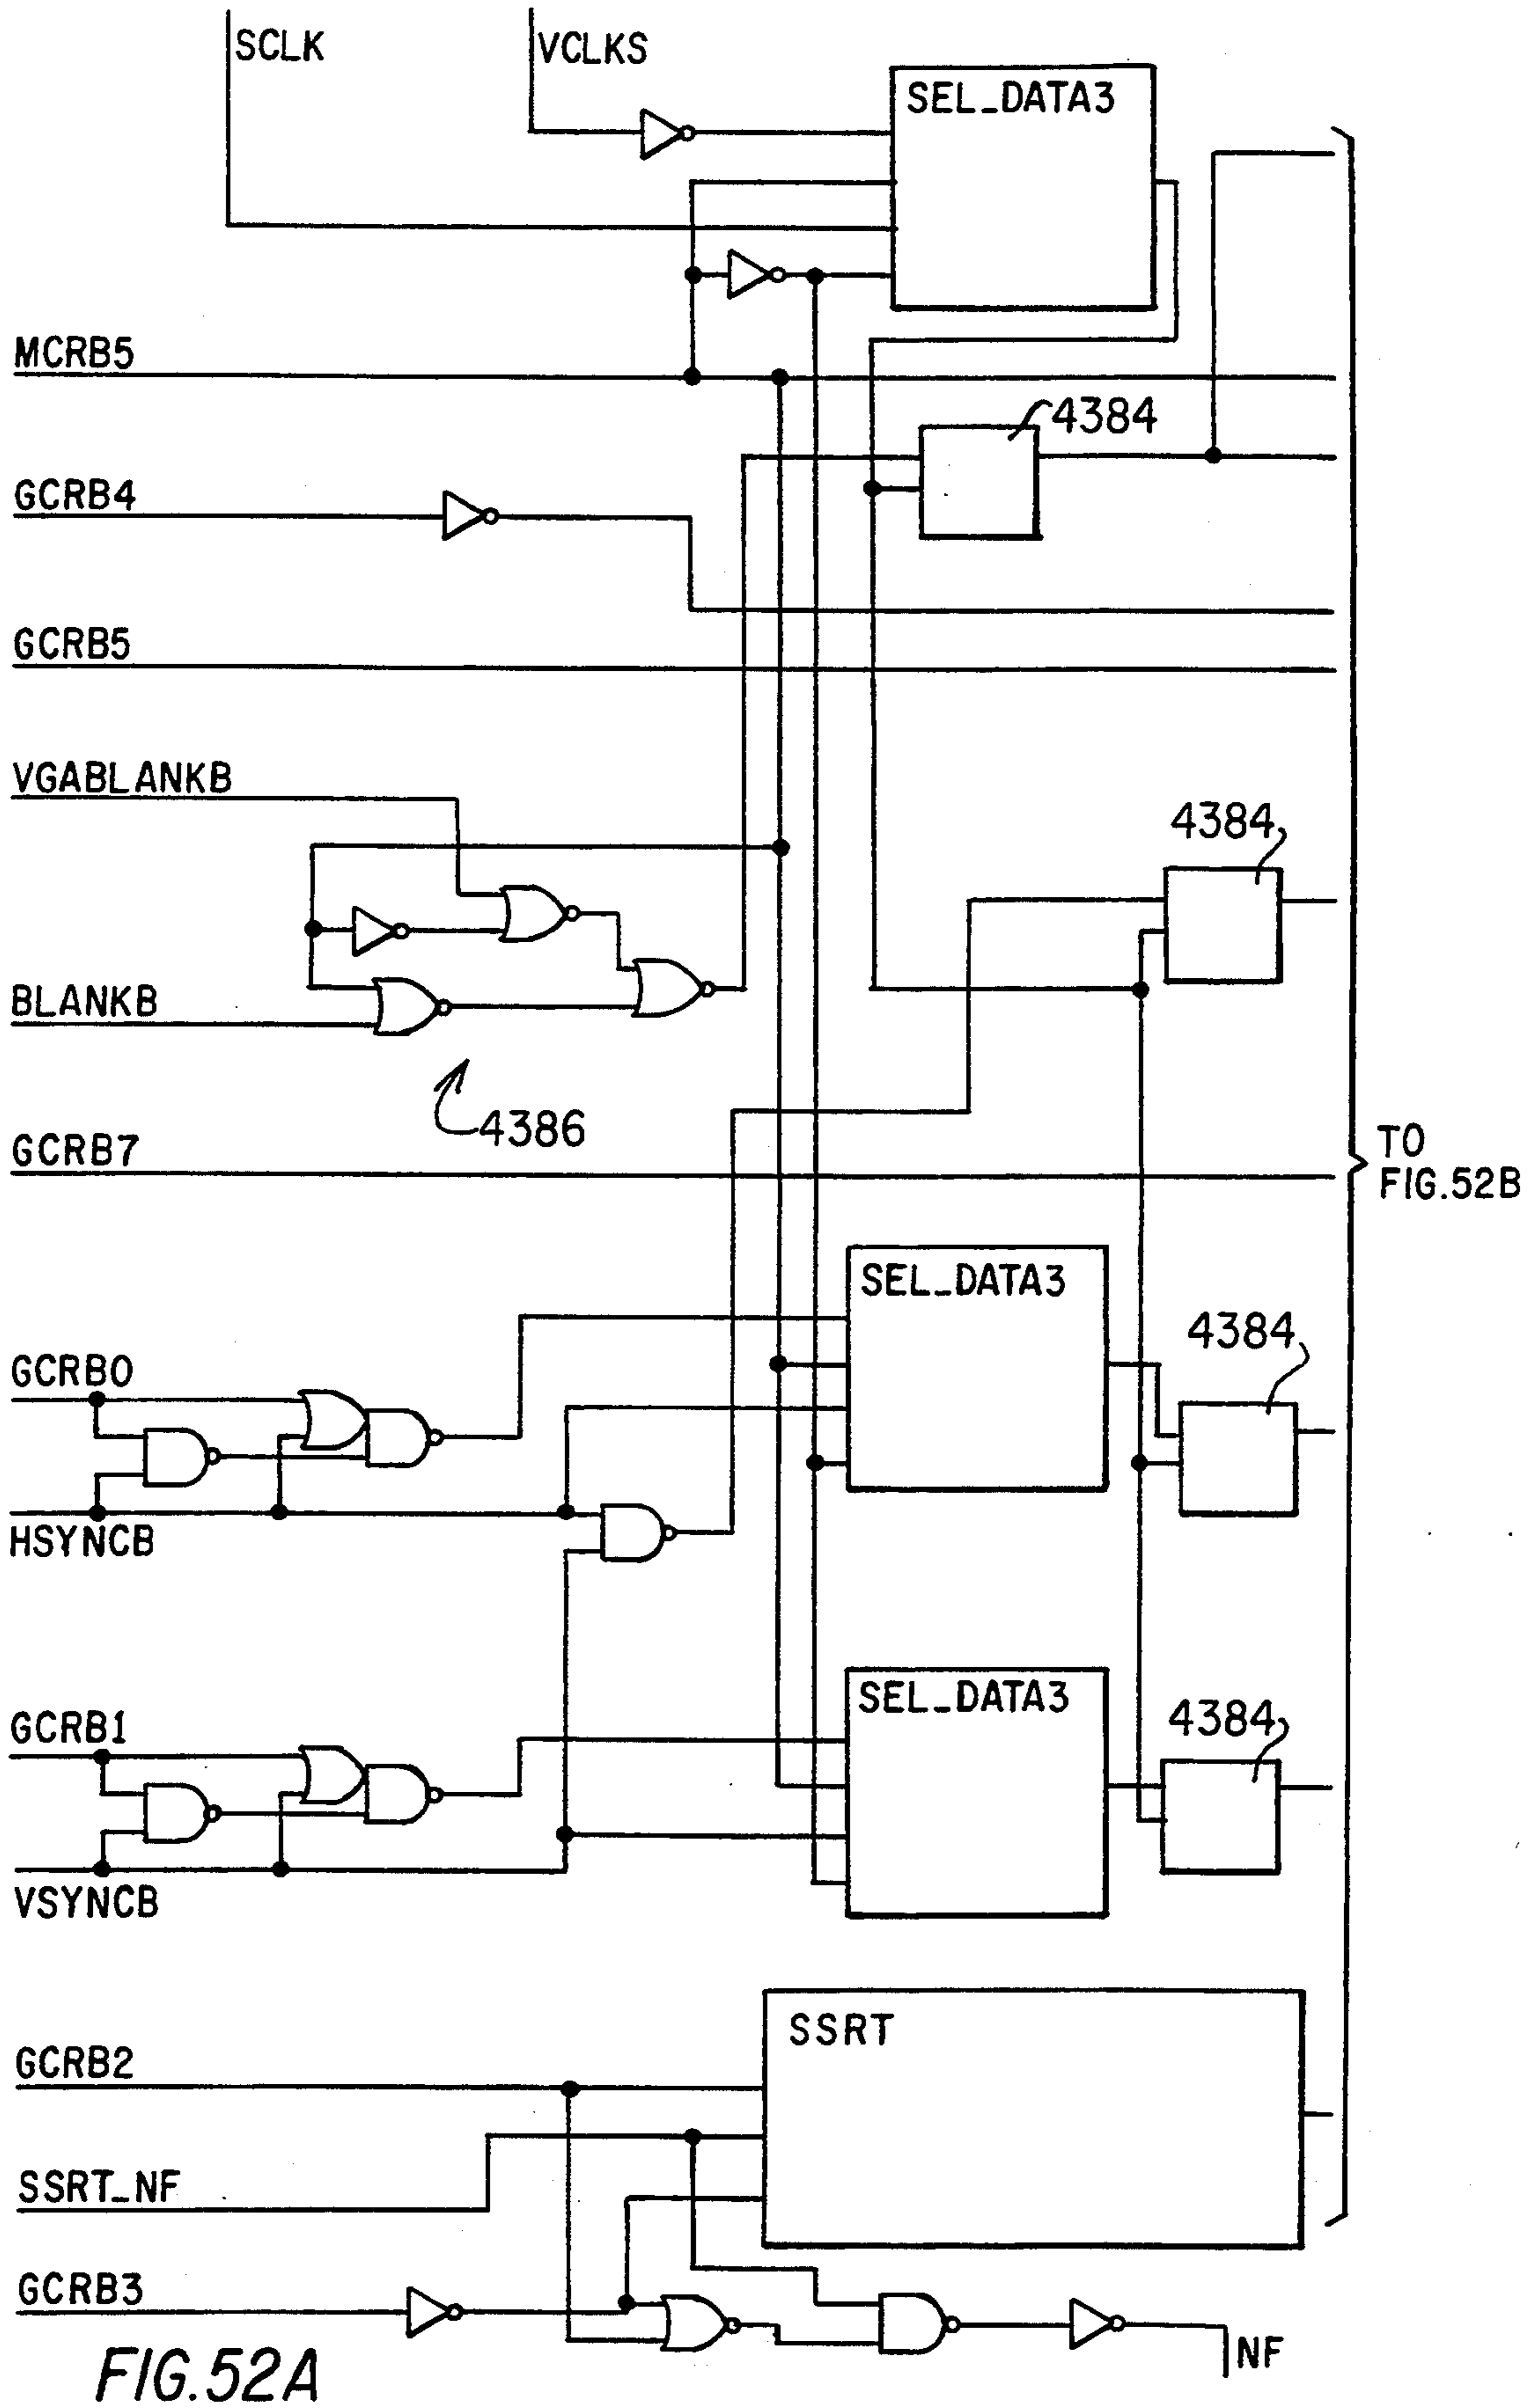 SCLK
VCLKS
SEL_DATA3
MCRB5
4384
GCRB4
GCRB5
VGABLANKB
4384
BLANKB
4386
GCRB7
TO
FIG.52B
SEL_DATA3
4384
GCRB0
HSYNCB
SEL_DATA3
4384
GCRB1
VSYNCB
SSRT
GCRB2
SSRT_NF
GCRB3
NF
FIG.52A